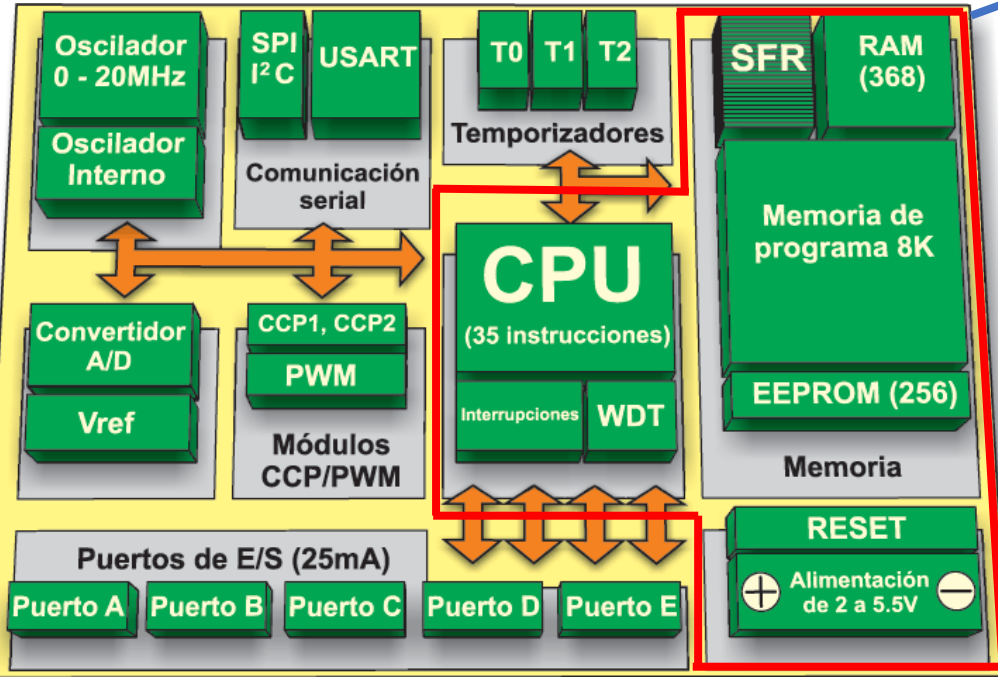 Oscilador
0 - 20MHz
Oscilador
Interno
SPI
I²C
USART
Comunicación
serial
T0 T1 T2
Temporizadores
SFR
RAM
(368)
Memoria de
programa 8K
EEPROM (256)
Memoria
CPU
(35 instrucciones)
Interrupciones
WDT
Convertidor
A/D
Vref
CCP1, CCP2
PWM
Módulos
CCP/PWM
Puertos de E/S (25mA)
Puerto A Puerto B Puerto C Puerto D Puerto E
RESET
+ Alimentación −
de 2 a 5.5V